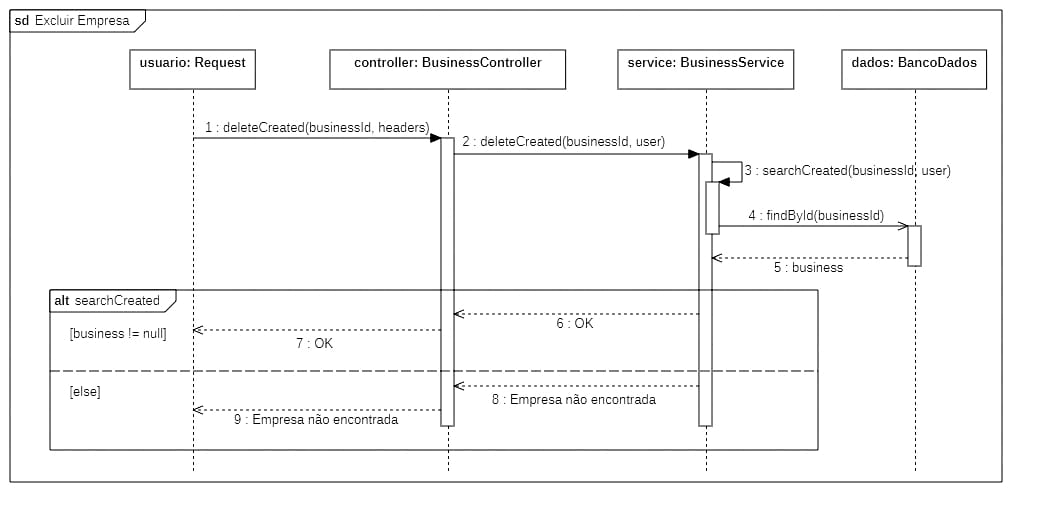 sd Excluir Empresa
usuario: Request
controller: BusinessController
service: BusinessService
dados: BancoDados
1 : deleteCreated(businessId, headers)
2 : deleteCreated(businessId, user)
3 : searchCreated(businessId, user)
4 : findById(businessId)
5 : business
alt searchCreated
6 : OK
[business != null]
7 : OK
[else]
8 : Empresa não encontrada
9 : Empresa não encontrada